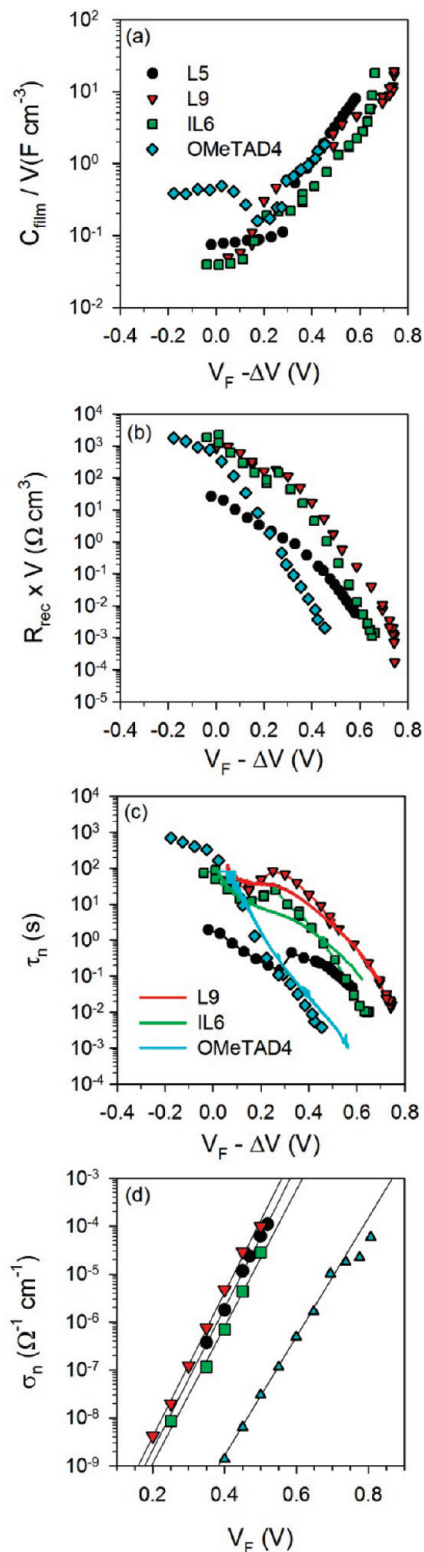 (a)
10²
10¹
10⁰
10⁻¹
10⁻²
C_film / V(F cm⁻³)
L5
L9
IL6
OMeTAD4
-0.4 -0.2 0.0 0.2 0.4 0.6 0.8
V_F -ΔV (V)
(b)
10⁴
10³
10²
10¹
10⁰
10⁻¹
10⁻²
10⁻³
10⁻⁴
10⁻⁵
R_rec x V (Ω cm³)
-0.4 -0.2 0.0 0.2 0.4 0.6 0.8
V_F - ΔV (V)
(c)
10⁵
10⁴
10³
10²
10¹
10⁰
10⁻¹
10⁻²
10⁻³
10⁻⁴
τ_n (s)
L9
IL6
OMeTAD4
-0.4 -0.2 0.0 0.2 0.4 0.6 0.8
V_F - ΔV (V)
(d)
10⁻³
10⁻⁴
10⁻⁵
10⁻⁶
10⁻⁷
10⁻⁸
10⁻⁹
σ_n (Ω⁻¹ cm⁻¹)
0.2 0.4 0.6 0.8
V_F (V)